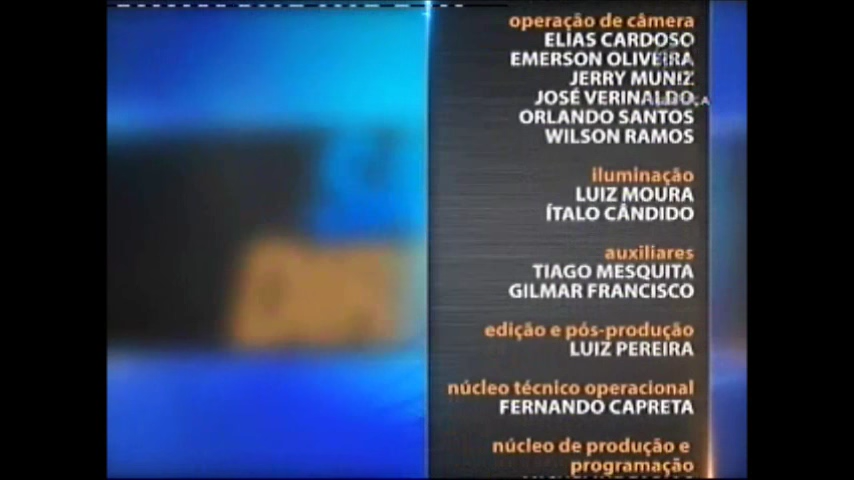 operação de câmera
ELIAS CARDOSO
EMERSON OLIVEIRA
JERRY MUNIZ
JOSÉ VERINALDO
ORLANDO SANTOS
WILSON RAMOS
iluminação
LUIZ MOURA
ÍTALO CÂNDIDO
auxiliares
TIAGO MESQUITA
GILMAR FRANCISCO
edição e pós-produção
LUIZ PEREIRA
núcleo técnico operacional
FERNANDO CAPRETA
núcleo de produção e
programação